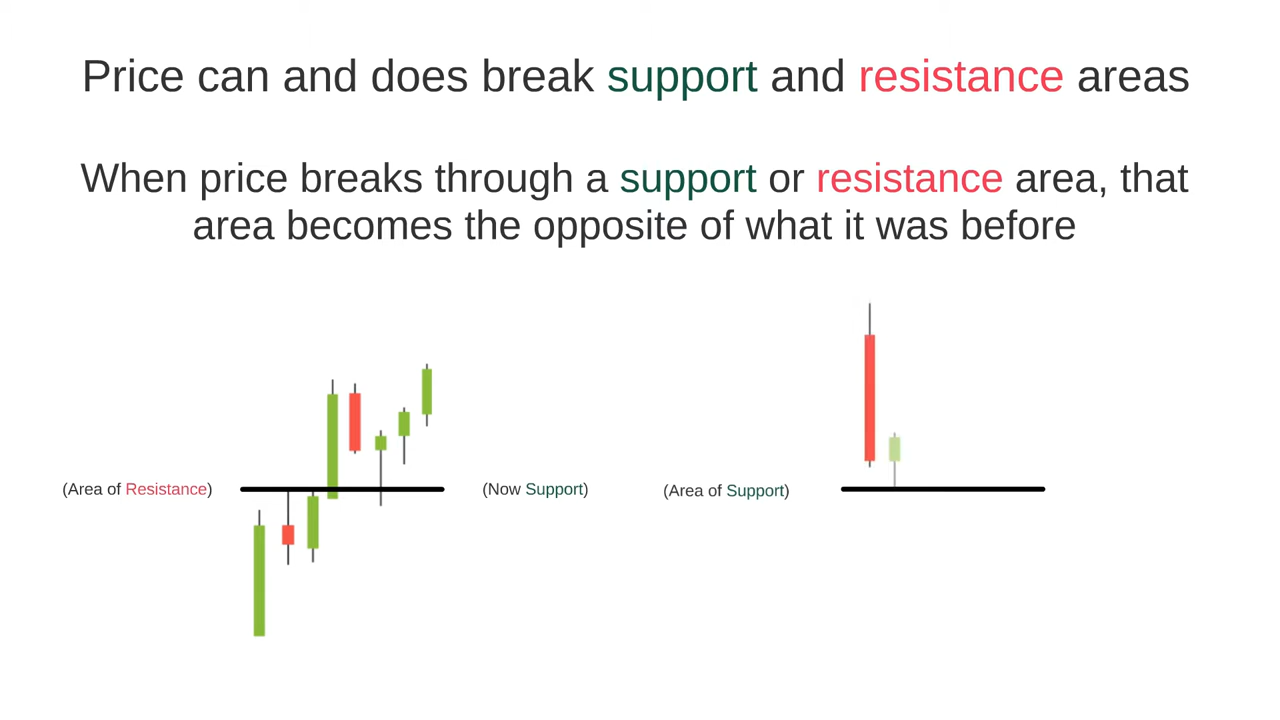 Price can and does break support and resistance areas
When price breaks through a support or resistance area, that
area becomes the opposite of what it was before
(Area of Resistance)
(Now Support)
(Area of Support)